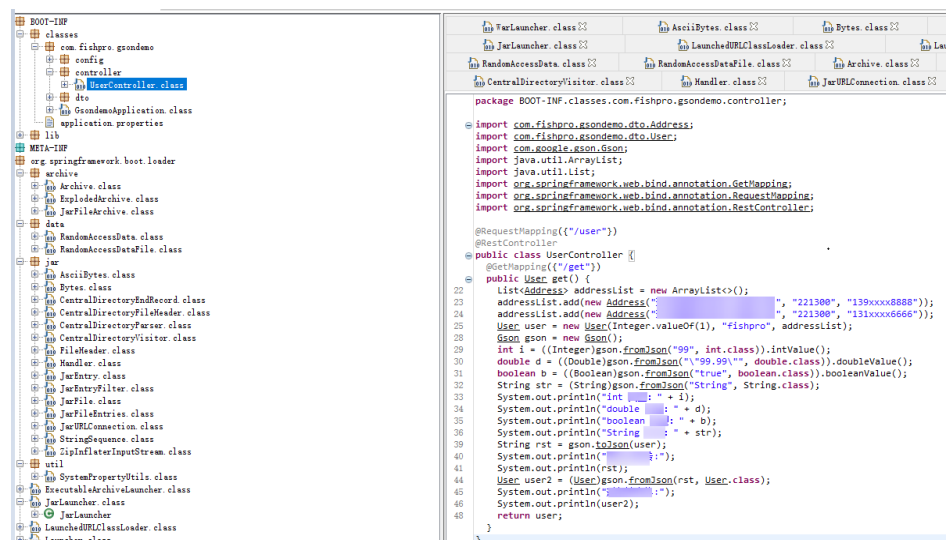 BOOT-INF
classes
com.fishpro.gsondemo
config
controller
UserController.class
dto
GsondemoApplication.class
application.properties
lib
META-INF
org.springframework.boot.loader
archive
Archive.class
ExplodedArchive.class
JarFileArchive.class
data
RandomAccessData.class
RandomAccessDataFile.class
jar
AsciiBytes.class
Bytes.class
CentralDirectoryEndRecord.class
CentralDirectoryFileHeader.class
CentralDirectoryParser.class
CentralDirectoryVisitor.class
FileHeader.class
Handler.class
JarEntry.class
JarEntryFilter.class
JarFile.class
JarFileEntries.class
JarURLConnection.class
StringSequence.class
ZipInflaterInputStream.class
util
SystemPropertyUtils.class
ExecutableArchiveLauncher.class
JarLauncher.class
JarLauncher
LaunchedURLClassLoader.class
Launcher.class
WarLauncher.class AsciiBytes.class Bytes.class
JarLauncher.class LaunchedURLClassLoader.class Lau
RandomAccessData.class RandomAccessDataFile.class Archive.class
CentralDirectoryVisitor.class Handler.class JarURLConnection.class
package BOOT-INF.classes.com.fishpro.gsondemo.controller;
import com.fishpro.gsondemo.dto.Address;
import com.fishpro.gsondemo.dto.User;
import com.google.gson.Gson;
import java.util.ArrayList;
import java.util.List;
import org.springframework.web.bind.annotation.GetMapping;
import org.springframework.web.bind.annotation.RequestMapping;
import org.springframework.web.bind.annotation.RestController;
@RequestMapping({"/user"})
@RestController
public class UserController {
@GetMapping({"/get"})
public User get() {
22 List<Address> addressList = new ArrayList<>();
23 addressList.add(new Address(" ", "221300", "139xxxx8888"));
24 addressList.add(new Address(" ", "221300", "131xxxx6666"));
25 User user = new User(Integer.valueOf(1), "fishpro", addressList);
28 Gson gson = new Gson();
29 int i = ((Integer)gson.fromJson("99", int.class)).intValue();
30 double d = ((Double)gson.fromJson("\"99.99\"", double.class)).doubleValue();
31 boolean b = ((Boolean)gson.fromJson("true", boolean.class)).booleanValue();
32 String str = (String)gson.fromJson("String", String.class);
33 System.out.println("int : " + i);
34 System.out.println("double : " + d);
35 System.out.println("boolean : " + b);
36 System.out.println("String : " + str);
39 String rst = gson.toJson(user);
40 System.out.println(" :");
41 System.out.println(rst);
44 User user2 = (User)gson.fromJson(rst, User.class);
45 System.out.println(" :");
46 System.out.println(user2);
48 return user;
}
}